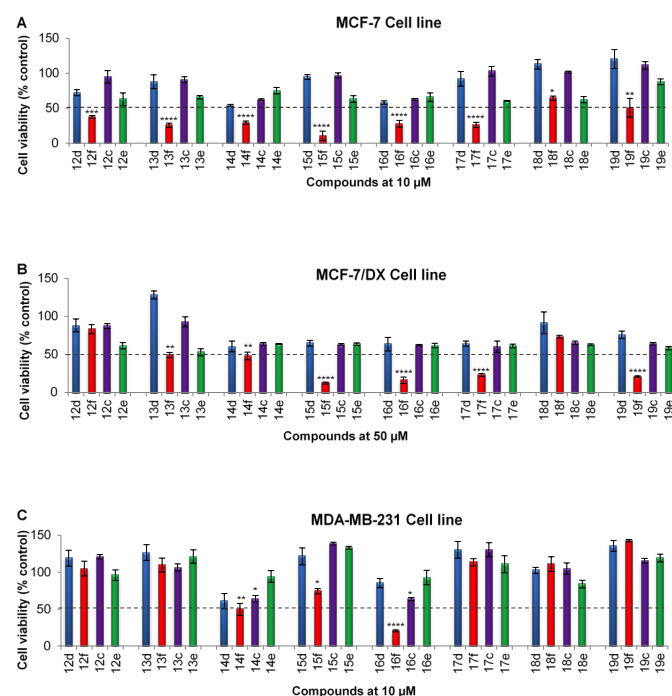 A
MCF-7 Cell line
Cell viability (% control)
150
100
50
0
*** **** **** **** **** **** * **
12d 12f 12c 12e 13d 13f 13c 13e 14d 14f 14c 14e 15d 15f 15c 15e 16d 16f 16c 16e 17d 17f 17c 17e 18d 18f 18c 18e 19d 19f 19c 19e
Compounds at 10 µM
B
MCF-7/DX Cell line
Cell viability (% control)
150
100
50
0
** ** **** **** **** ****
12d 12f 12c 12e 13d 13f 13c 13e 14d 14f 14c 14e 15d 15f 15c 15e 16d 16f 16c 16e 17d 17f 17c 17e 18d 18f 18c 18e 19d 19f 19c 19e
Compounds at 50 µM
C
MDA-MB-231 Cell line
Cell viability (% control)
150
100
50
0
** * * **** *
12d 12f 12c 12e 13d 13f 13c 13e 14d 14f 14c 14e 15d 15f 15c 15e 16d 16f 16c 16e 17d 17f 17c 17e 18d 18f 18c 18e 19d 19f 19c 19e
Compounds at 10 µM